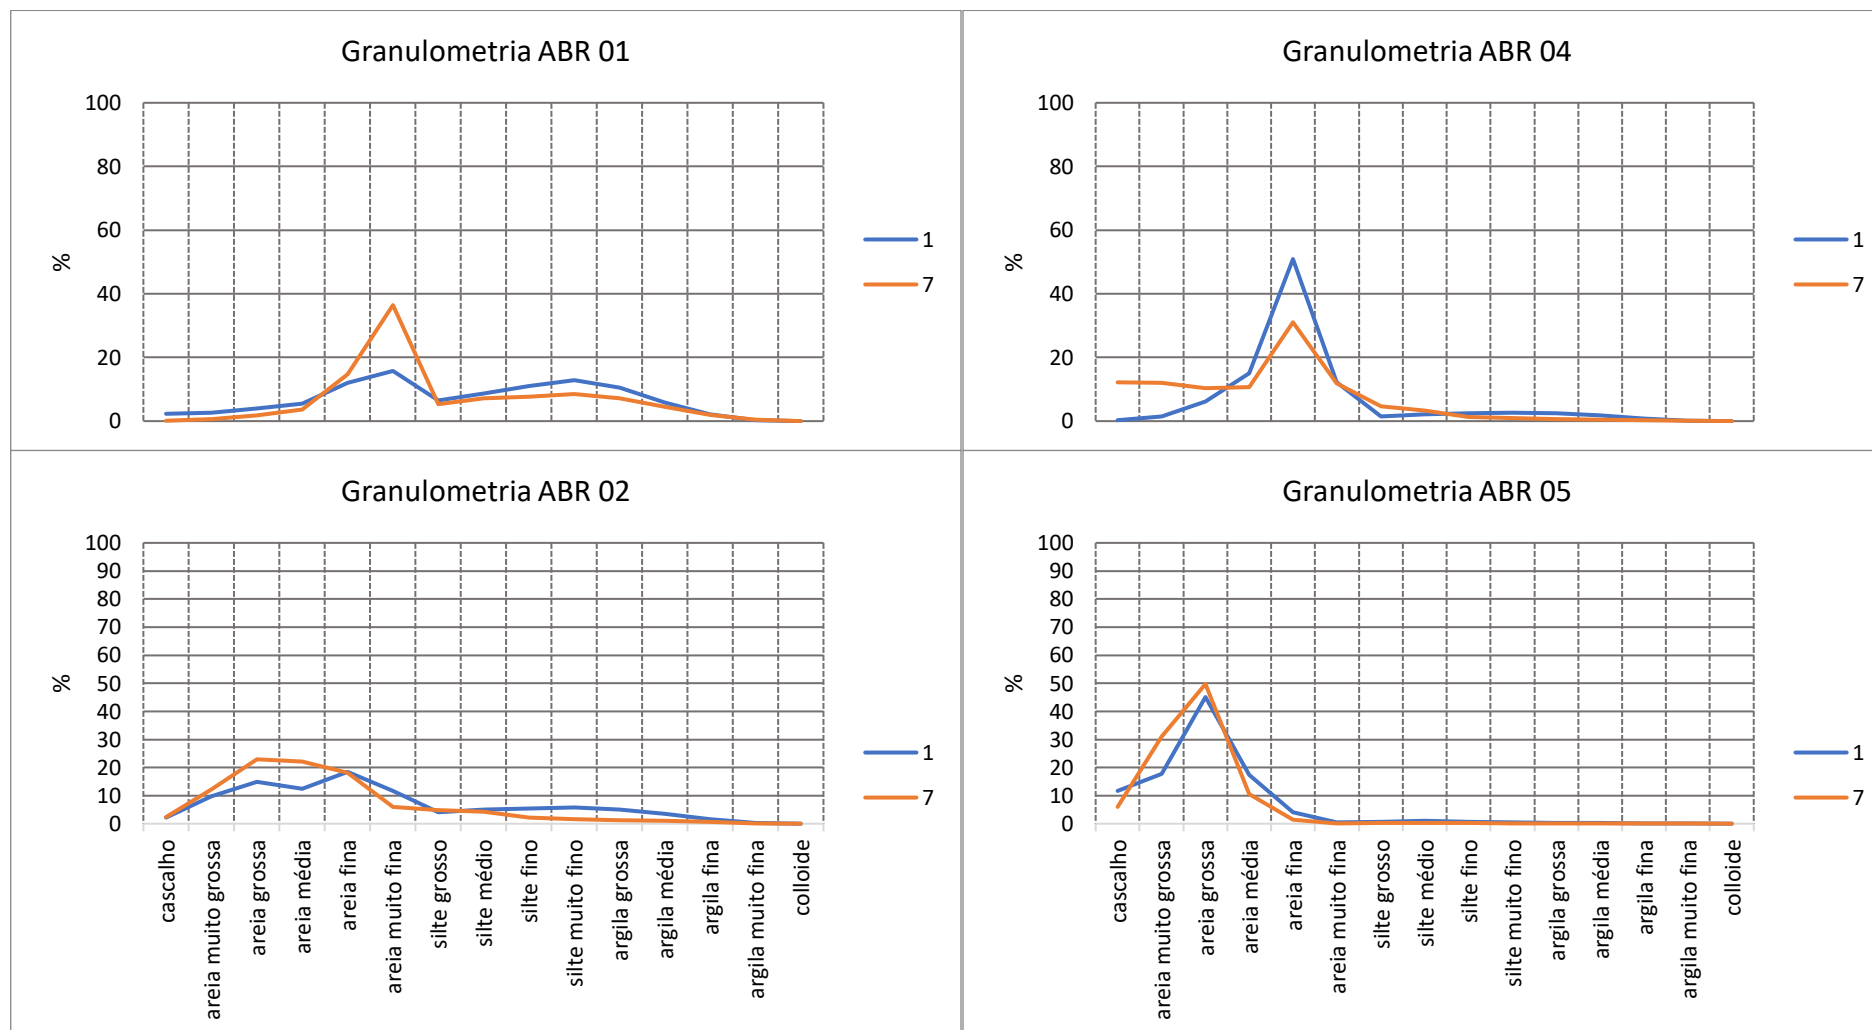 Granulometria ABR 01
100
80
60
40
20
0
%
1
7
Granulometria ABR 04
100
80
60
40
20
0
%
1
7
Granulometria ABR 02
100
90
80
70
60
50
40
30
20
10
0
%
1
7
cascalho
areia muito grossa
areia grossa
areia média
areia fina
areia muito fina
silte grosso
silte médio
silte fino
silte muito fino
argila grossa
argila média
argila fina
argila muito fina
colloide
Granulometria ABR 05
100
90
80
70
60
50
40
30
20
10
0
%
1
7
cascalho
areia muito grossa
areia grossa
areia média
areia fina
areia muito fina
silte grosso
silte médio
silte fino
silte muito fino
argila grossa
argila média
argila fina
argila muito fina
colloide